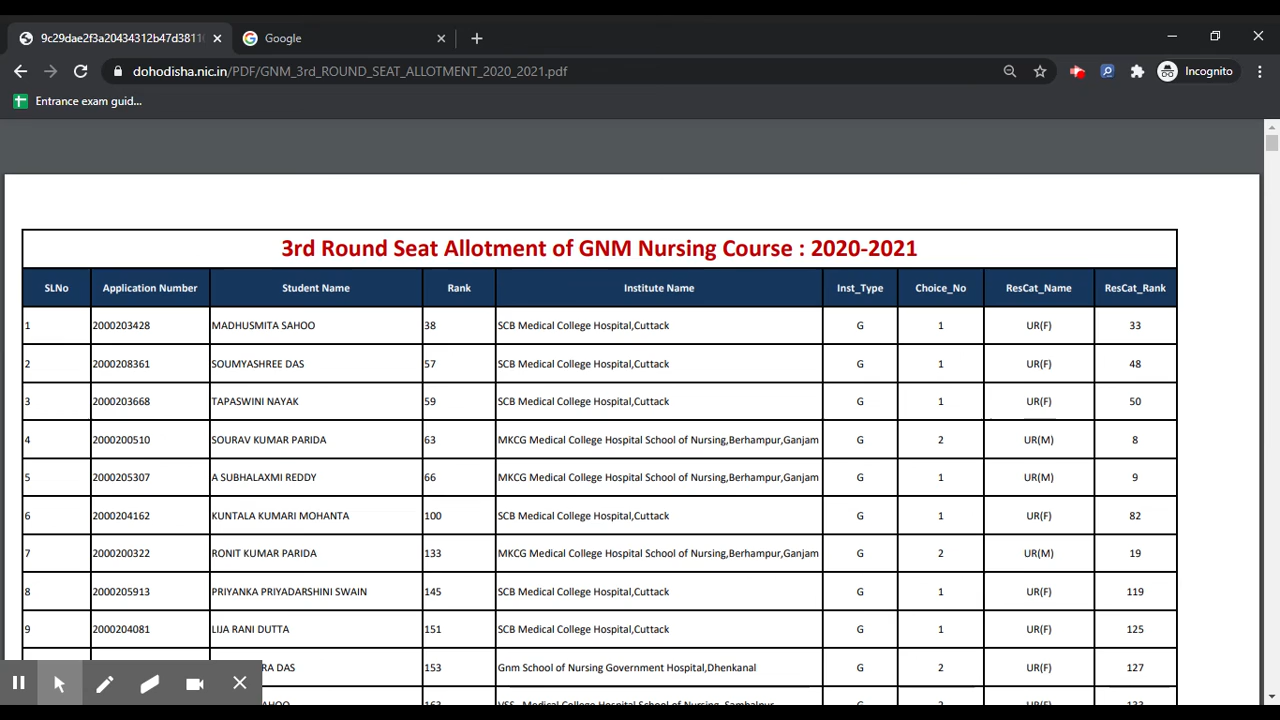 9c29dae2f3a20434312b47d3811 Google
dohodisha.nic.in/PDF/GNM_3rd_ROUND_SEAT_ALLOTMENT_2020_2021.pdf Incognito
Entrance exam guid...
3rd Round Seat Allotment of GNM Nursing Course : 2020-2021
SLNo Application Number Student Name Rank Institute Name Inst_Type Choice_No ResCat_Name ResCat_Rank
1 2000203428 MADHUSMITA SAHOO 38 SCB Medical College Hospital,Cuttack G 1 UR(F) 33
2 2000208361 SOUMYASHREE DAS 57 SCB Medical College Hospital,Cuttack G 1 UR(F) 48
3 2000203668 TAPASWINI NAYAK 59 SCB Medical College Hospital,Cuttack G 1 UR(F) 50
4 2000200510 SOURAV KUMAR PARIDA 63 MKCG Medical College Hospital School of Nursing,Berhampur,Ganjam G 2 UR(M) 8
5 2000205307 A SUBHALAXMI REDDY 66 MKCG Medical College Hospital School of Nursing,Berhampur,Ganjam G 1 UR(M) 9
6 2000204162 KUNTALA KUMARI MOHANTA 100 SCB Medical College Hospital,Cuttack G 1 UR(F) 82
7 2000200322 RONIT KUMAR PARIDA 133 MKCG Medical College Hospital School of Nursing,Berhampur,Ganjam G 2 UR(M) 19
8 2000205913 PRIYANKA PRIYADARSHINI SWAIN 145 SCB Medical College Hospital,Cuttack G 1 UR(F) 119
9 2000204081 LIJA RANI DUTTA 151 SCB Medical College Hospital,Cuttack G 1 UR(F) 125
RA DAS 153 Gnm School of Nursing Government Hospital,Dhenkanal G 2 UR(F) 127